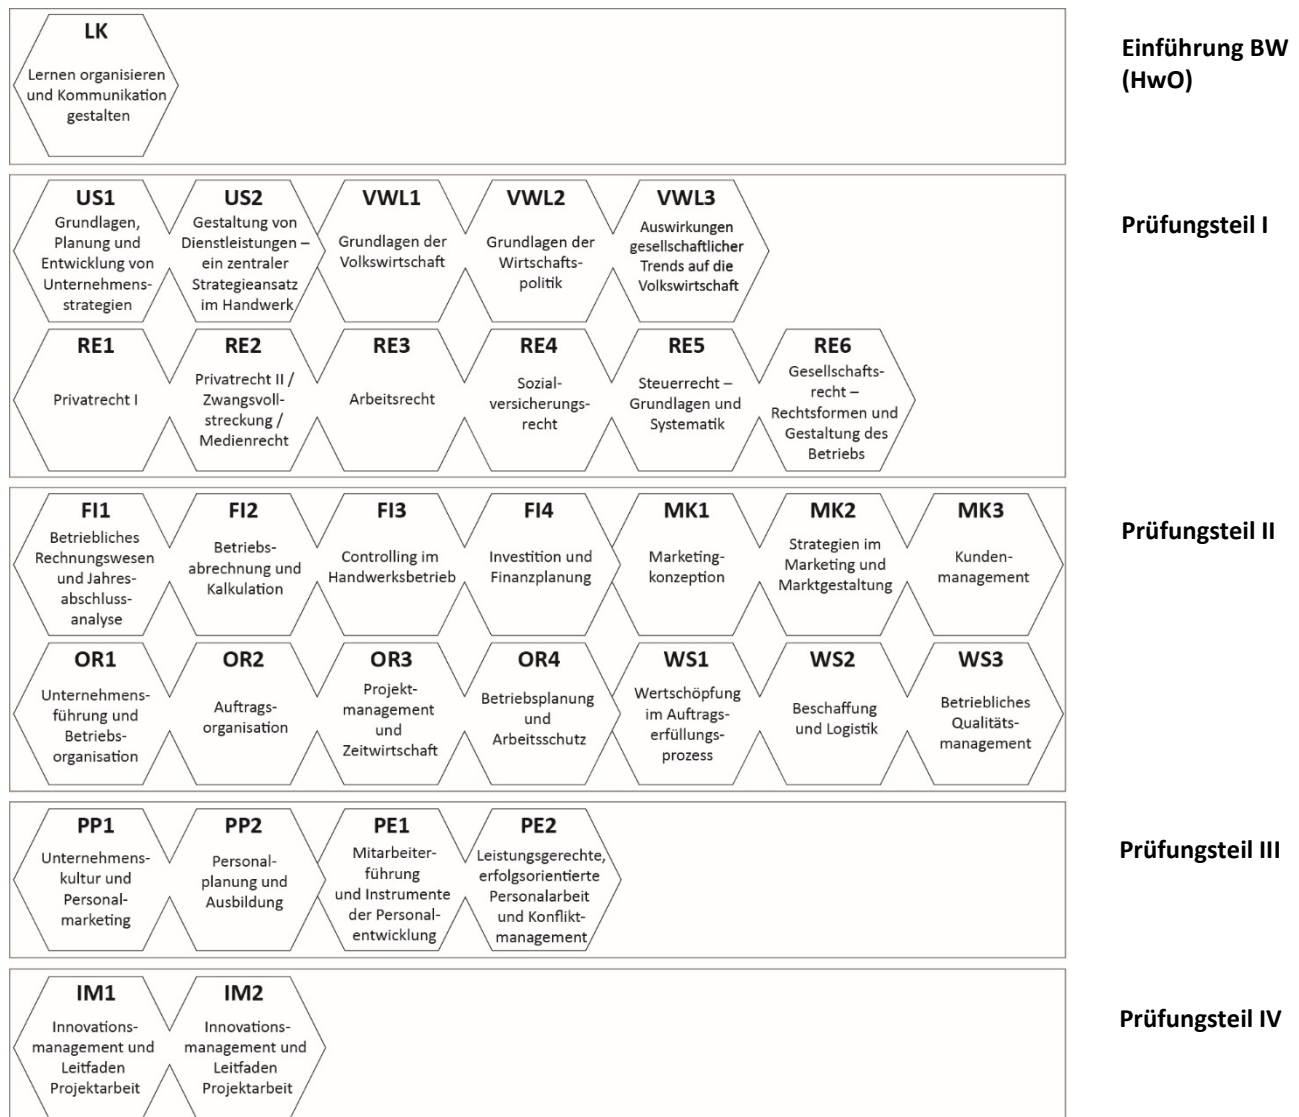 LK
Lernen organisieren
und Kommunikation
gestalten
Einführung BW
(HwO)
US1
Grundlagen,
Planung und
Entwicklung von
Unternehmens-
strategien
US2
Gestaltung von
Dienstleistungen –
ein zentraler
Strategieansatz
im Handwerk
VWL1
Grundlagen der
Volkswirtschaft
VWL2
Grundlagen der
Wirtschafts-
politik
VWL3
Auswirkungen
gesellschaftlicher
Trends auf die
Volkswirtschaft
Prüfungsteil I
RE1
Privatrecht I
RE2
Privatrecht II /
Zwangsvoll-
streckung /
Medienrecht
RE3
Arbeitsrecht
RE4
Sozial-
versicherungs-
recht
RE5
Steuerrecht –
Grundlagen und
Systematik
RE6
Gesellschafts-
recht –
Rechtsformen und
Gestaltung des
Betriebs
FI1
Betriebliches
Rechnungswesen
und Jahres-
abschluss-
analyse
FI2
Betriebs-
abrechnung und
Kalkulation
FI3
Controlling im
Handwerksbetrieb
FI4
Investition und
Finanzplanung
MK1
Marketing-
konzeption
MK2
Strategien im
Marketing und
Marktgestaltung
MK3
Kunden-
management
Prüfungsteil II
OR1
Unternehmens-
führung und
Betriebs-
organisation
OR2
Auftrags-
organisation
OR3
Projekt-
management
und
Zeitwirtschaft
OR4
Betriebsplanung
und
Arbeitsschutz
WS1
Wertschöpfung
im Auftrags-
erfüllungs-
prozess
WS2
Beschaffung
und Logistik
WS3
Betriebliches
Qualitäts-
management
PP1
Unternehmens-
kultur und
Personal-
marketing
PP2
Personal-
planung und
Ausbildung
PE1
Mitarbeiter-
führung
und Instrumente
der Personal-
entwicklung
PE2
Leistungsgerechte,
erfolgsorientierte
Personalarbeit
und Konflikt-
management
Prüfungsteil III
IM1
Innovations-
management und
Leitfaden
Projektarbeit
IM2
Innovations-
management und
Leitfaden
Projektarbeit
Prüfungsteil IV